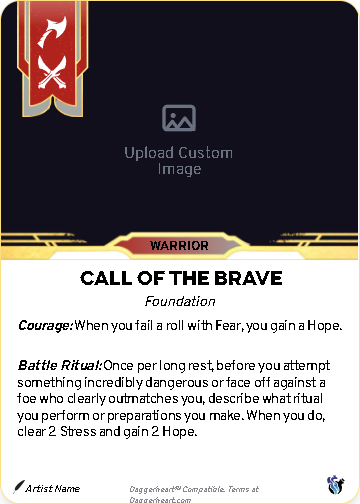 Upload Custom
Image
WARRIOR
CALL OF THE BRAVE
Foundation
Courage: When you fail a roll with Fear, you gain a Hope.
Battle Ritual: Once per long rest, before you attempt
something incredibly dangerous or face off against a
foe who clearly outmatches you, describe what ritual
you perform or preparations you make. When you do,
clear 2 Stress and gain 2 Hope.
Artist Name
Daggerheart™ Compatible. Terms at
Daggerheart.com